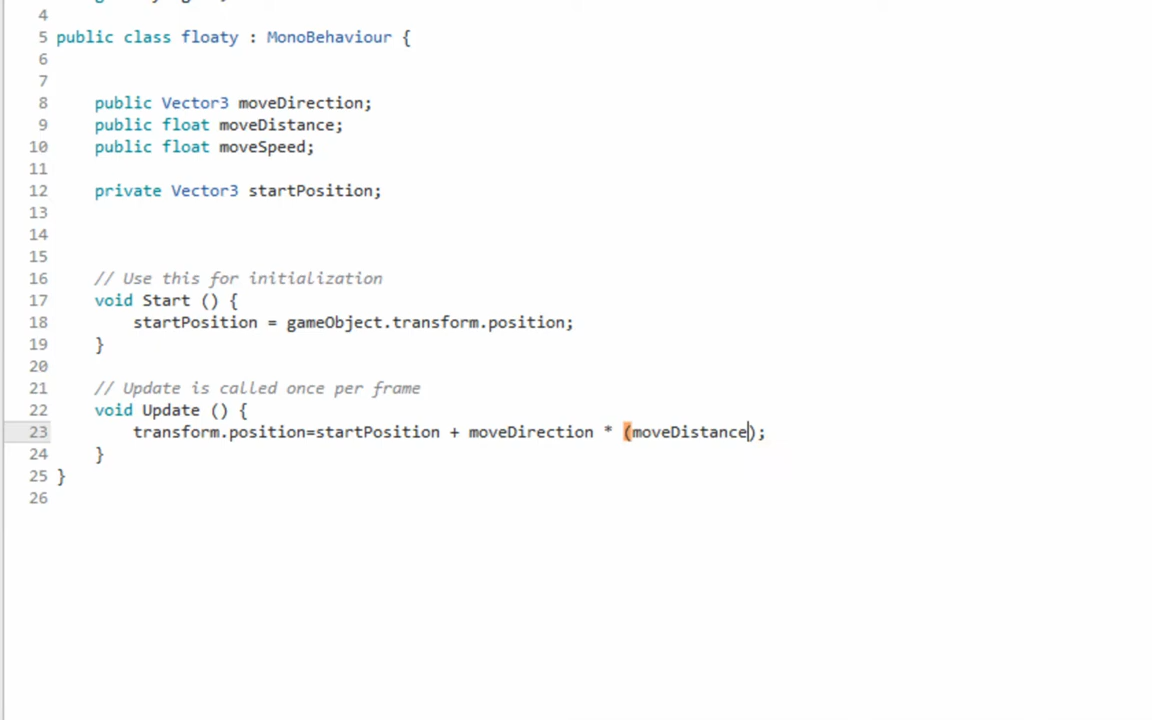 4
5 public class floaty : MonoBehaviour {
6
7
8 public Vector3 moveDirection;
9 public float moveDistance;
10 public float moveSpeed;
11
12 private Vector3 startPosition;
13
14
15
16 // Use this for initialization
17 void Start () {
18 startPosition = gameObject.transform.position;
19 }
20
21 // Update is called once per frame
22 void Update () {
23 transform.position=startPosition + moveDirection * (moveDistance);
24 }
25 }
26